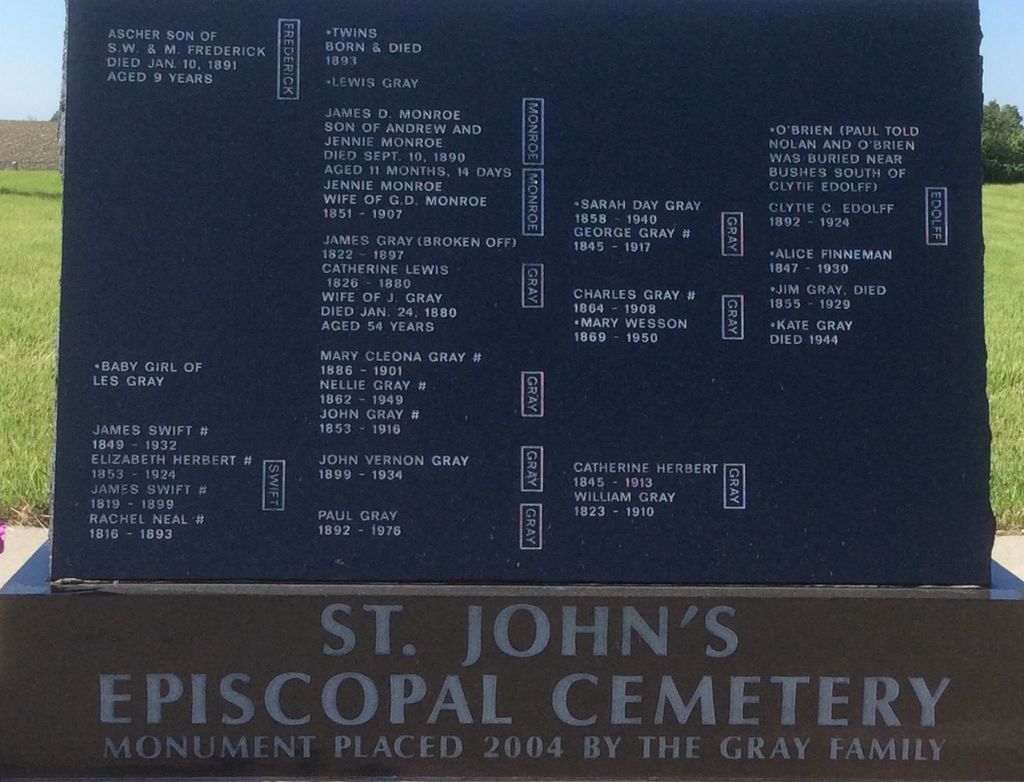 ASCHER SON OF
S.W. & M. FREDERICK
DIED JAN. 10, 1891
AGED 9 YEARS
FREDERICK
•BABY GIRL OF
LES GRAY
JAMES SWIFT #
1849 - 1932
ELIZABETH HERBERT #
1853 - 1924
JAMES SWIFT #
1819 - 1899
RACHEL NEAL #
1816 - 1893
SWIFT
•TWINS
BORN & DIED
1893
•LEWIS GRAY
JAMES D. MONROE
SON OF ANDREW AND
JENNIE MONROE
DIED SEPT. 10, 1890
AGED 11 MONTHS, 14 DAYS
MONROE
JENNIE MONROE
WIFE OF G.D. MONROE
1851 - 1907
MONROE
JAMES GRAY (BROKEN OFF)
1822 - 1897
CATHERINE LEWIS
1826 - 1880
WIFE OF J. GRAY
DIED JAN. 24, 1880
AGED 54 YEARS
GRAY
MARY CLEONA GRAY #
1886 - 1901
NELLIE GRAY #
1862 - 1949
JOHN GRAY #
1853 - 1916
GRAY
JOHN VERNON GRAY
1899 - 1934
GRAY
PAUL GRAY
1892 - 1976
GRAY
•SARAH DAY GRAY
1858 - 1940
GEORGE GRAY #
1845 - 1917
GRAY
CHARLES GRAY #
1864 - 1908
•MARY WESSON
1869 - 1950
GRAY
CATHERINE HERBERT
1845 - 1913
WILLIAM GRAY
1823 - 1910
GRAY
•O'BRIEN (PAUL TOLD
NOLAN AND O'BRIEN
WAS BURIED NEAR
BUSHES SOUTH OF
CLYTIE EDOLFF)
CLYTIE C. EDOLFF
1892 - 1924
EDOLFF
•ALICE FINNEMAN
1847 - 1930
•JIM GRAY, DIED
1855 - 1929
•KATE GRAY
DIED 1944
ST. JOHN'S
EPISCOPAL CEMETERY
MONUMENT PLACED 2004 BY THE GRAY FAMILY